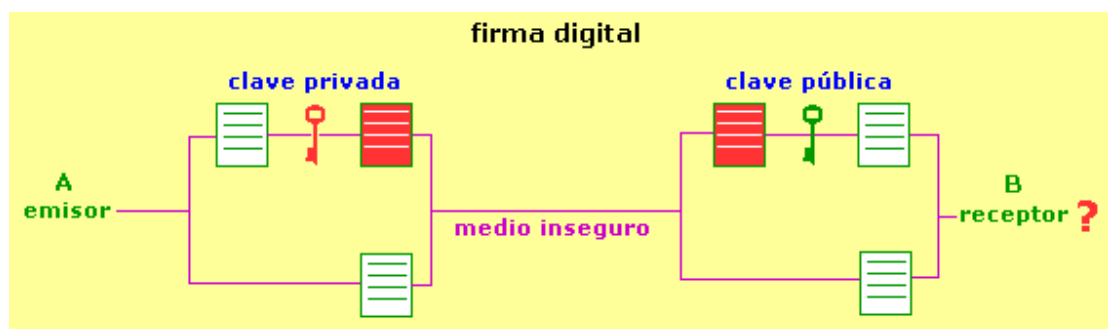 firma digital
clave privada
clave pública
A
emisor
medio inseguro
B
receptor ?